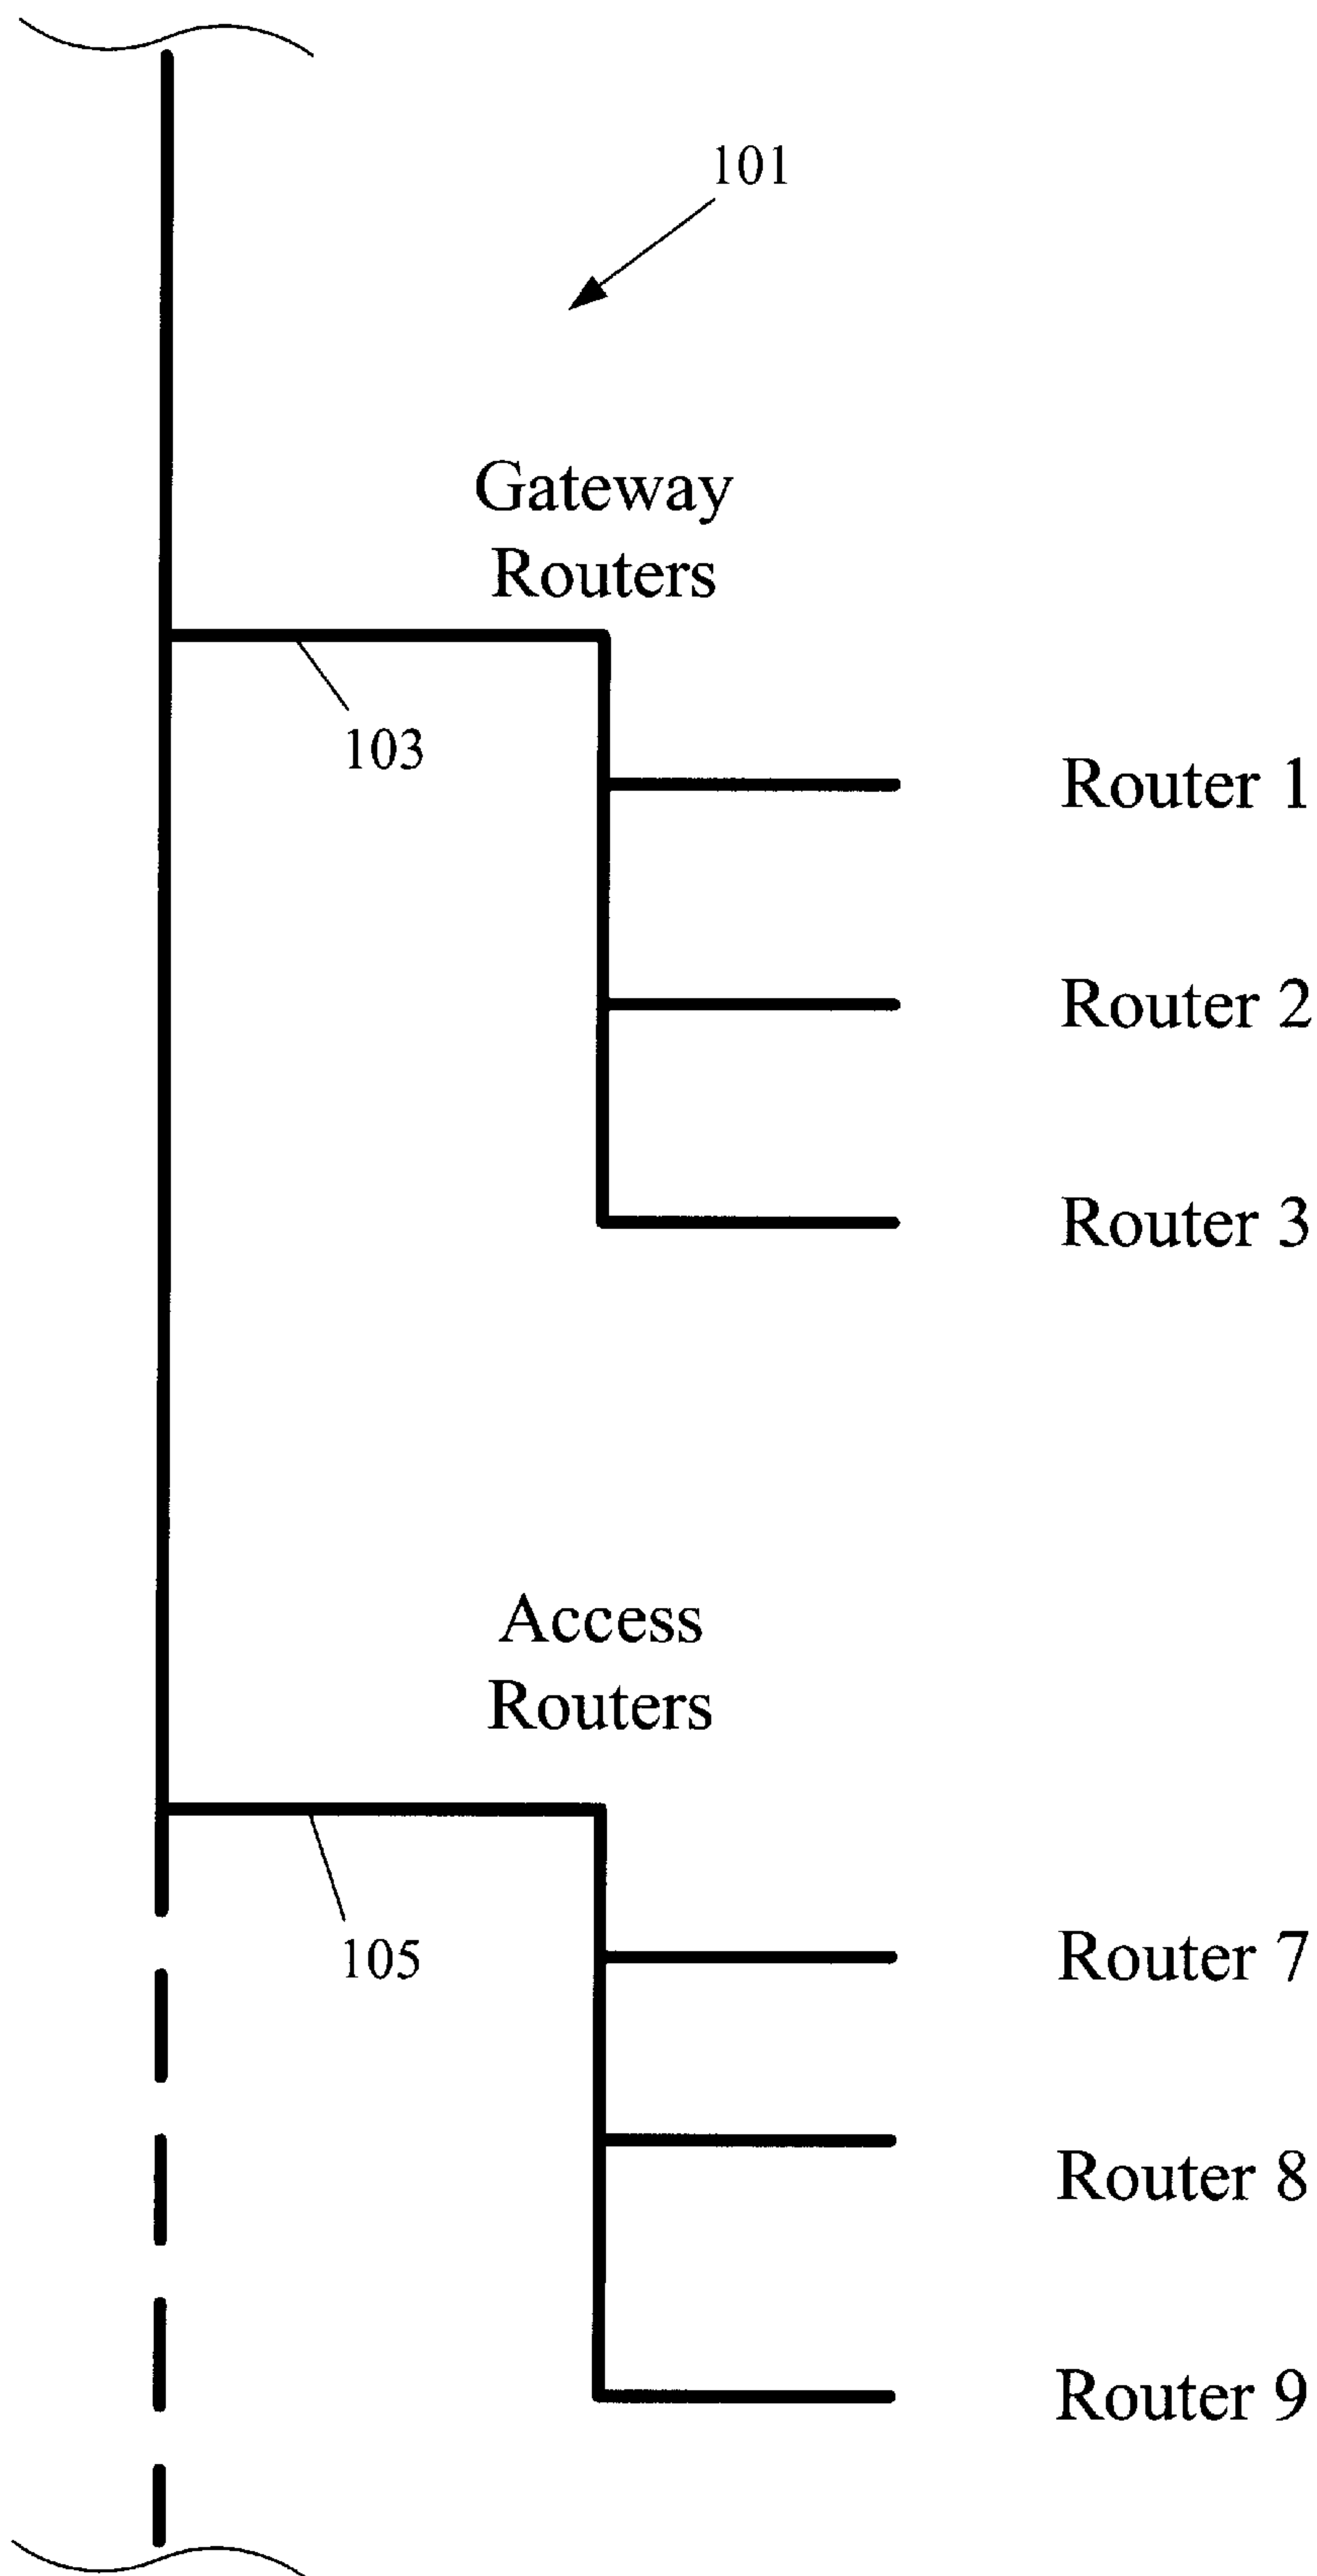 101
Gateway
Routers
103
Router 1
Router 2
Router 3
Access
Routers
105
Router 7
Router 8
Router 9